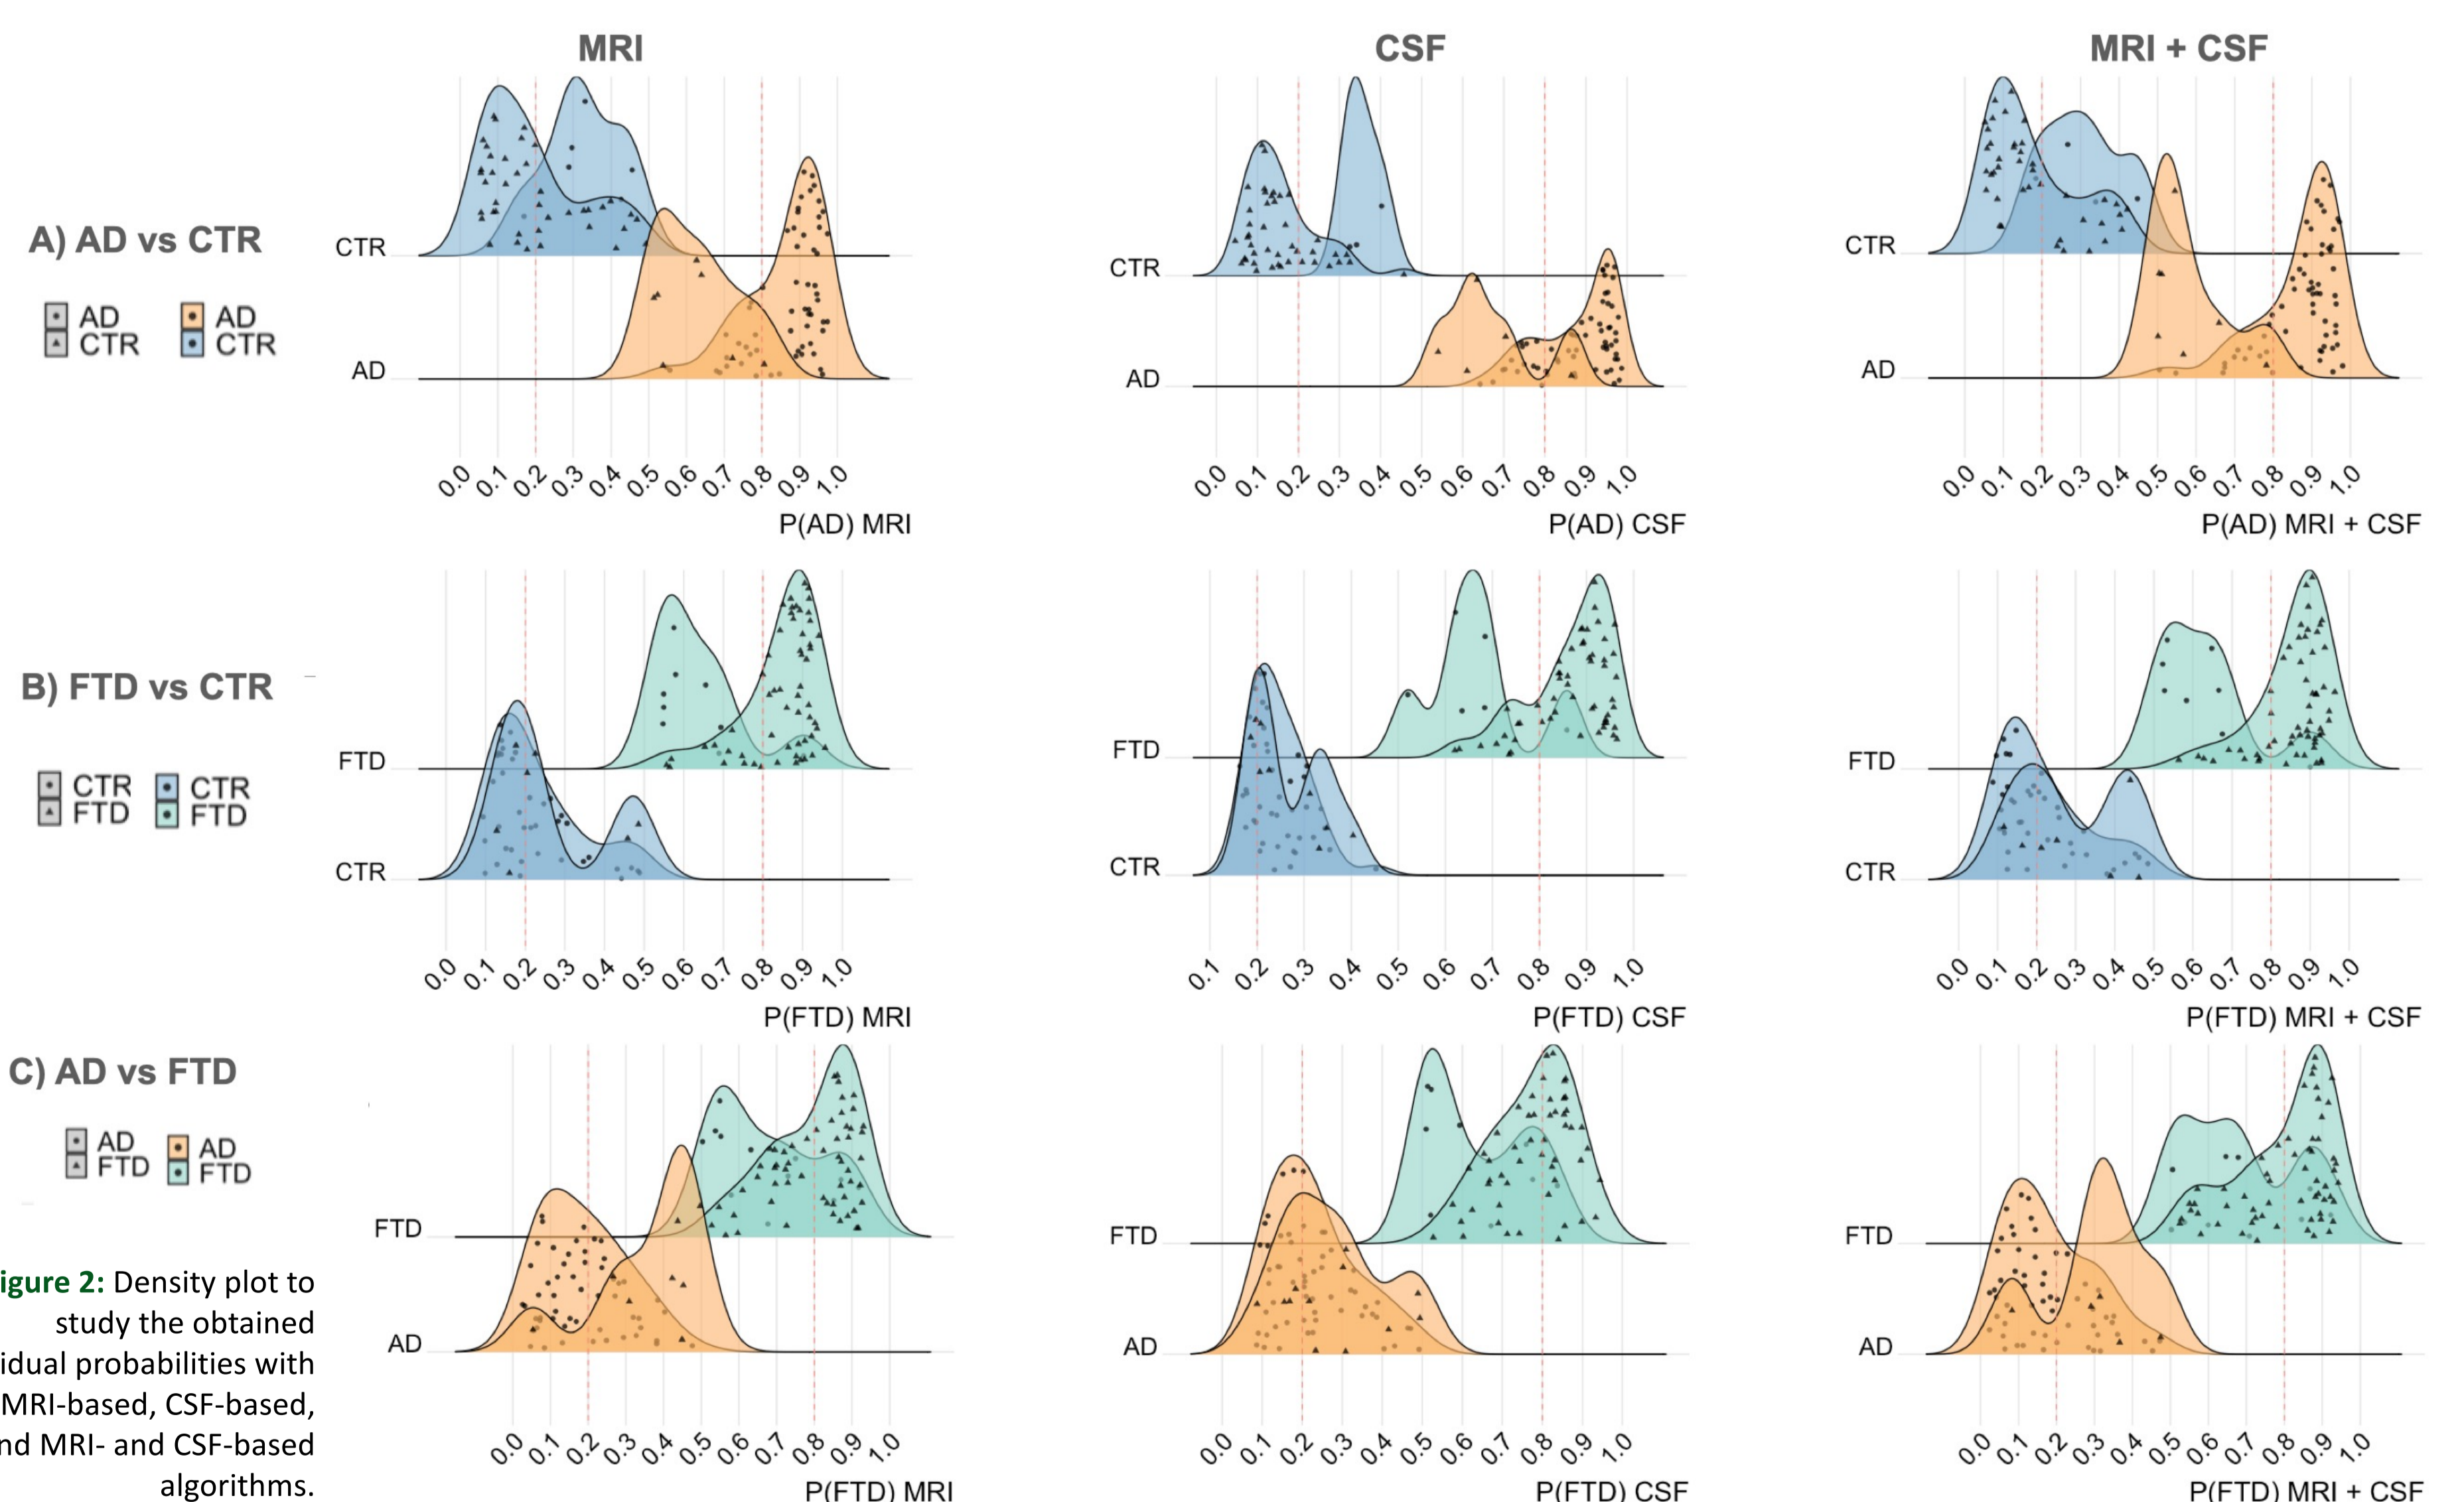 MRI
CSF
MRI + CSF
A) AD vs CTR
AD
CTR
AD
CTR
CTR
AD
0.0 0.1 0.2 0.3 0.4 0.5 0.6 0.7 0.8 0.9 1.0
P(AD) MRI
CTR
AD
0.0 0.1 0.2 0.3 0.4 0.5 0.6 0.7 0.8 0.9 1.0
P(AD) CSF
CTR
AD
0.0 0.1 0.2 0.3 0.4 0.5 0.6 0.7 0.8 0.9 1.0
P(AD) MRI + CSF
B) FTD vs CTR
CTR
FTD
CTR
FTD
FTD
CTR
0.0 0.1 0.2 0.3 0.4 0.5 0.6 0.7 0.8 0.9 1.0
P(FTD) MRI
FTD
CTR
0.1 0.2 0.3 0.4 0.5 0.6 0.7 0.8 0.9 1.0
P(FTD) CSF
FTD
CTR
0.0 0.1 0.2 0.3 0.4 0.5 0.6 0.7 0.8 0.9 1.0
P(FTD) MRI + CSF
C) AD vs FTD
AD
FTD
AD
FTD
FTD
AD
0.0 0.1 0.2 0.3 0.4 0.5 0.6 0.7 0.8 0.9 1.0
P(FTD) MRI
FTD
AD
0.0 0.1 0.2 0.3 0.4 0.5 0.6 0.7 0.8 0.9 1.0
P(FTD) CSF
FTD
AD
0.0 0.1 0.2 0.3 0.4 0.5 0.6 0.7 0.8 0.9 1.0
P(FTD) MRI + CSF
igure 2: Density plot to
study the obtained
idual probabilities with
MRI-based, CSF-based,
nd MRI- and CSF-based
algorithms.